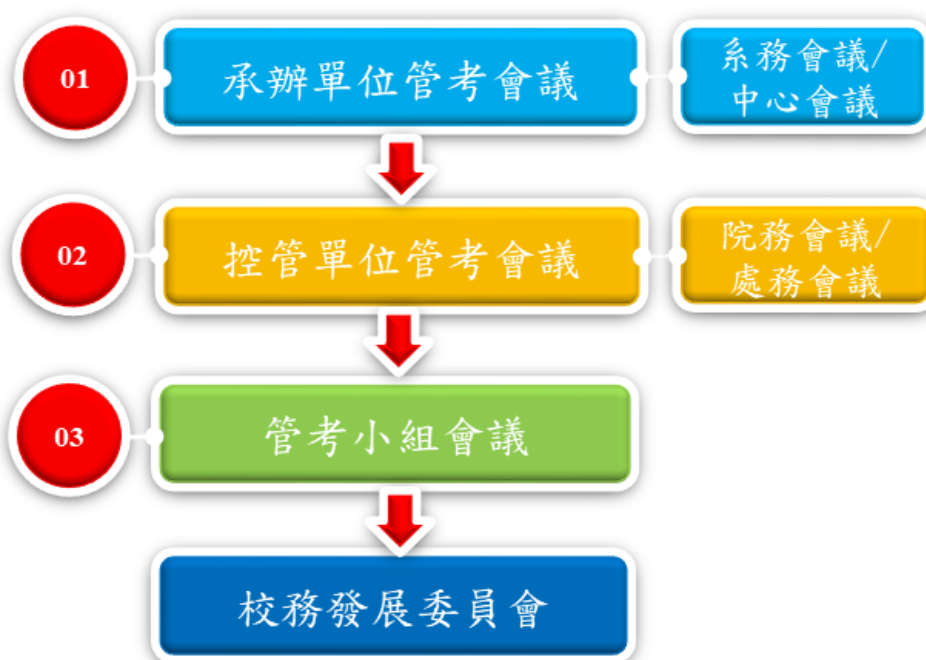 01
承辦單位管考會議
系務會議/
中心會議
02
控管單位管考會議
院務會議/
處務會議
03
管考小組會議
校務發展委員會